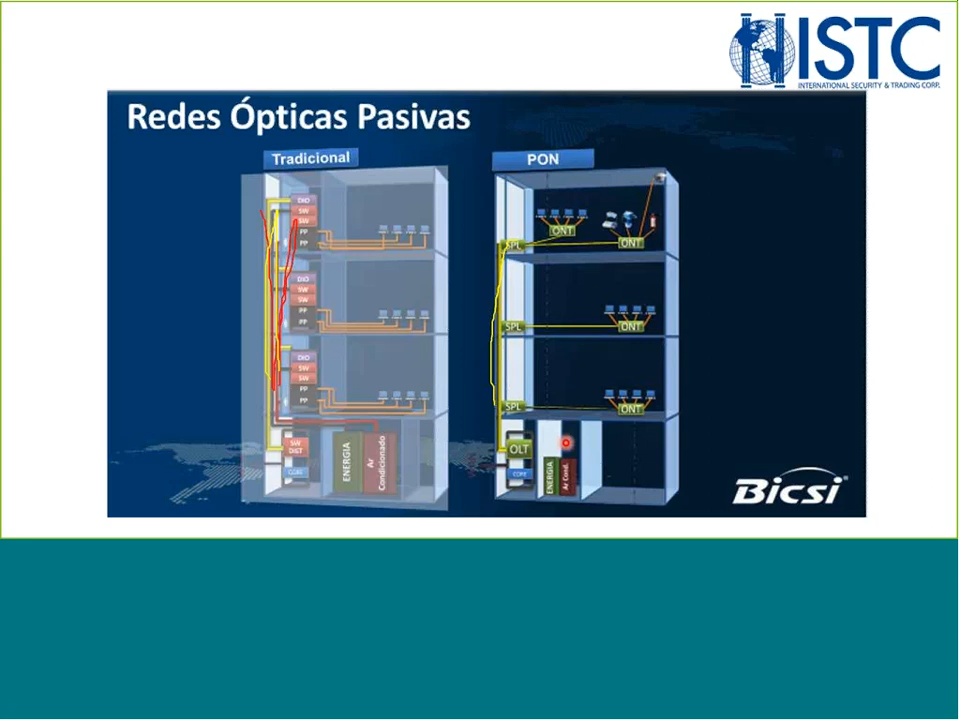 ISTC
INTERNATIONAL SECURITY & TRADING CORP.
Redes Ópticas Pasivas
Tradicional
DIO
SW
SW
PP
PP
DIO
SW
SW
PP
PP
DIO
SW
SW
PP
PP
SW
DIST
CORE
ENERGIA
Ar
Condicionado
PON
ONT
SPL
ONT
SPL
ONT
SPL
ONT
OLT
CORE
ENERGIA
Ar Cond.
Bicsi®